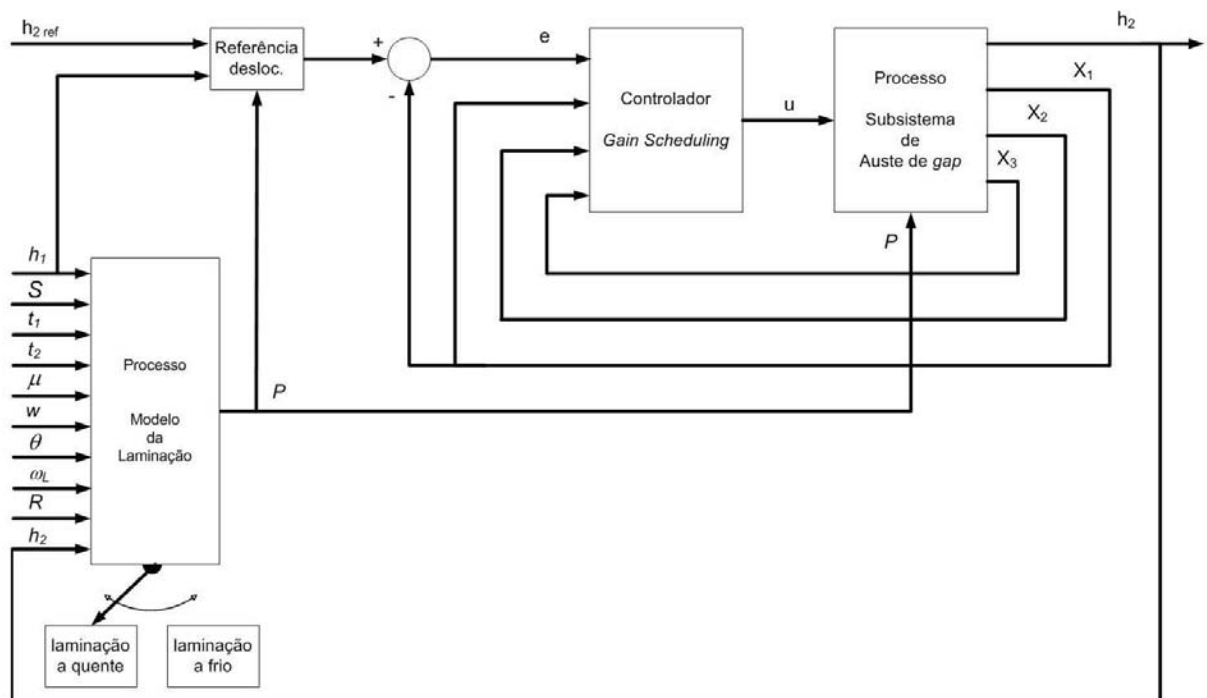 h2 ref
Referência
desloc.
+
-
e
Controlador
Gain Scheduling
u
Processo
Subsistema
de
Auste de gap
h2
X1
X2
X3
P
h1
S
t1
t2
μ
w
θ
ωL
R
h2
Processo
Modelo
da
Laminação
P
laminação
a quente
laminação
a frio